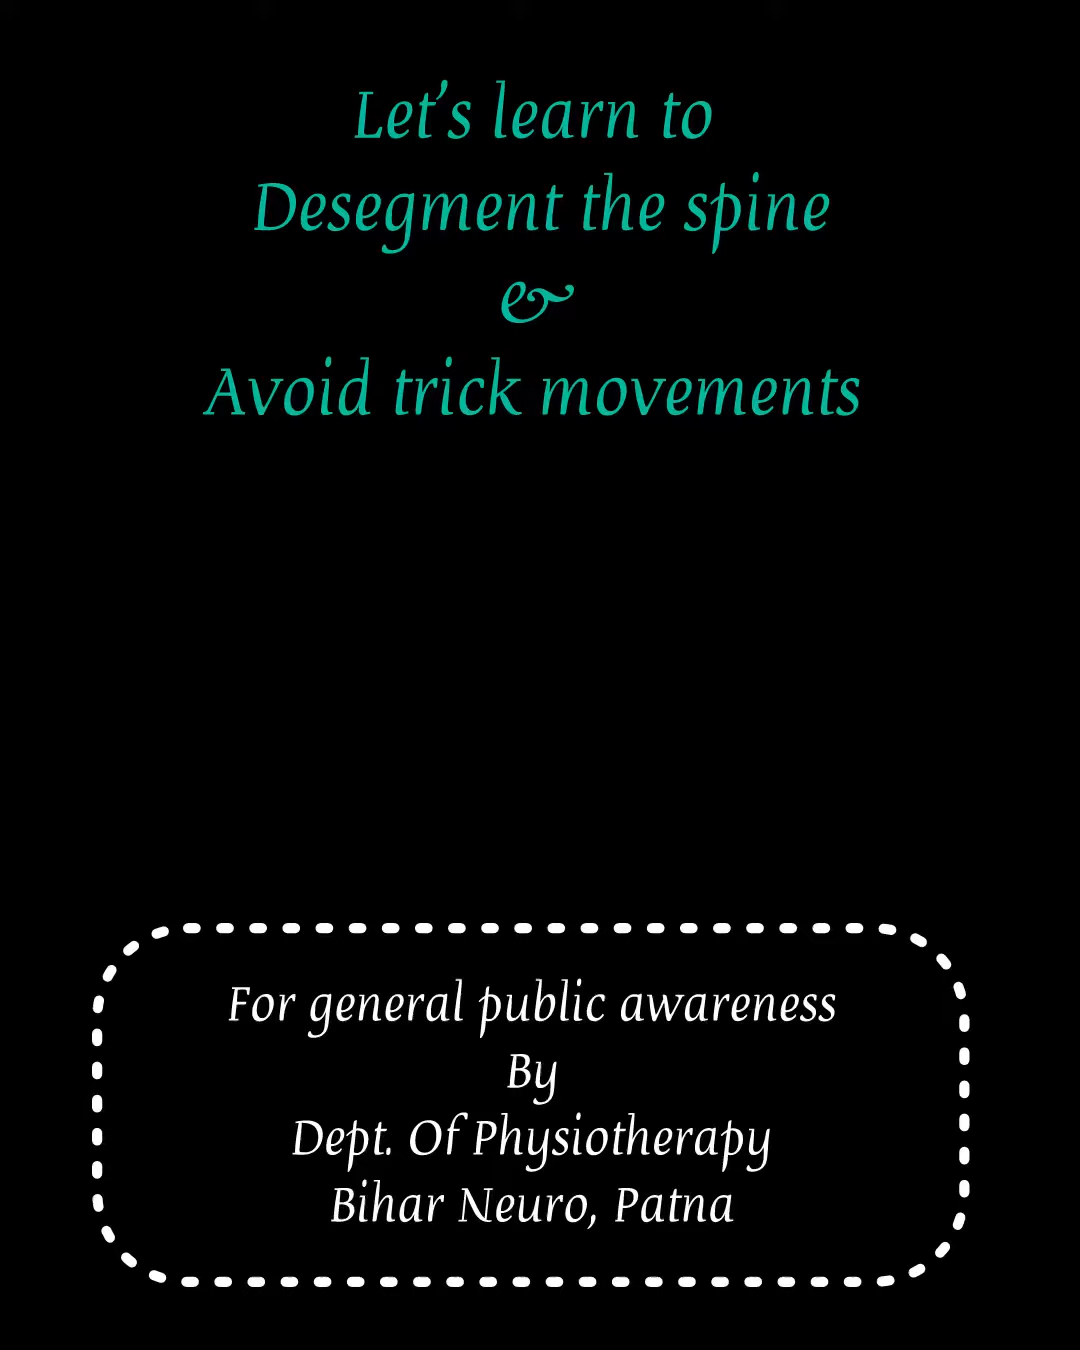 Let’s learn to
Desegment the spine
&
Avoid trick movements
For general public awareness
By
Dept. Of Physiotherapy
Bihar Neuro, Patna